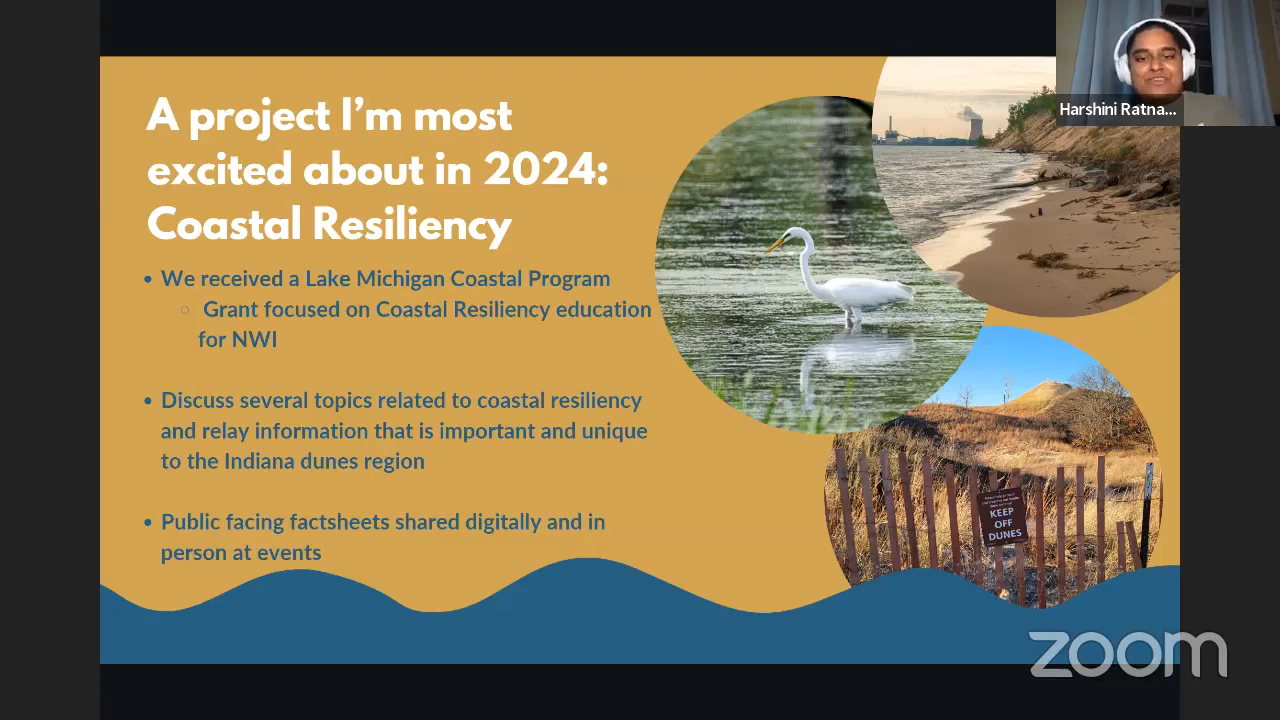 A project I'm most
excited about in 2024:
Coastal Resiliency
• We received a Lake Michigan Coastal Program
○ Grant focused on Coastal Resiliency education
for NWI
• Discuss several topics related to coastal resiliency
and relay information that is important and unique
to the Indiana dunes region
• Public facing factsheets shared digitally and in
person at events
Harshini Ratna...
KEEP
OFF
DUNES
zoom